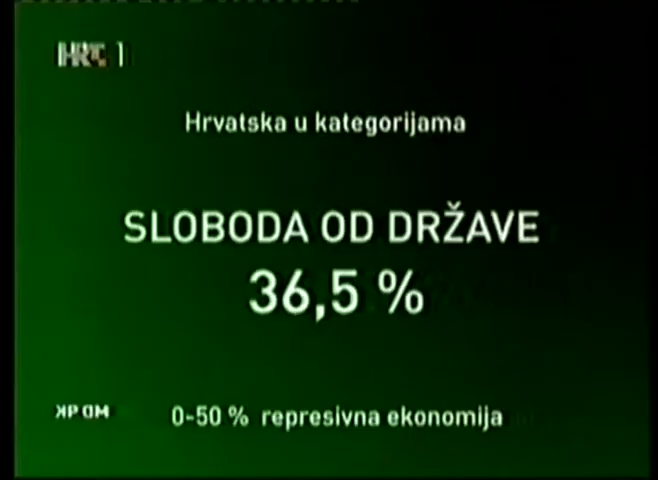 HRT 1
Hrvatska u kategorijama
SLOBODA OD DRŽAVE
36,5 %
0-50 % represivna ekonomija